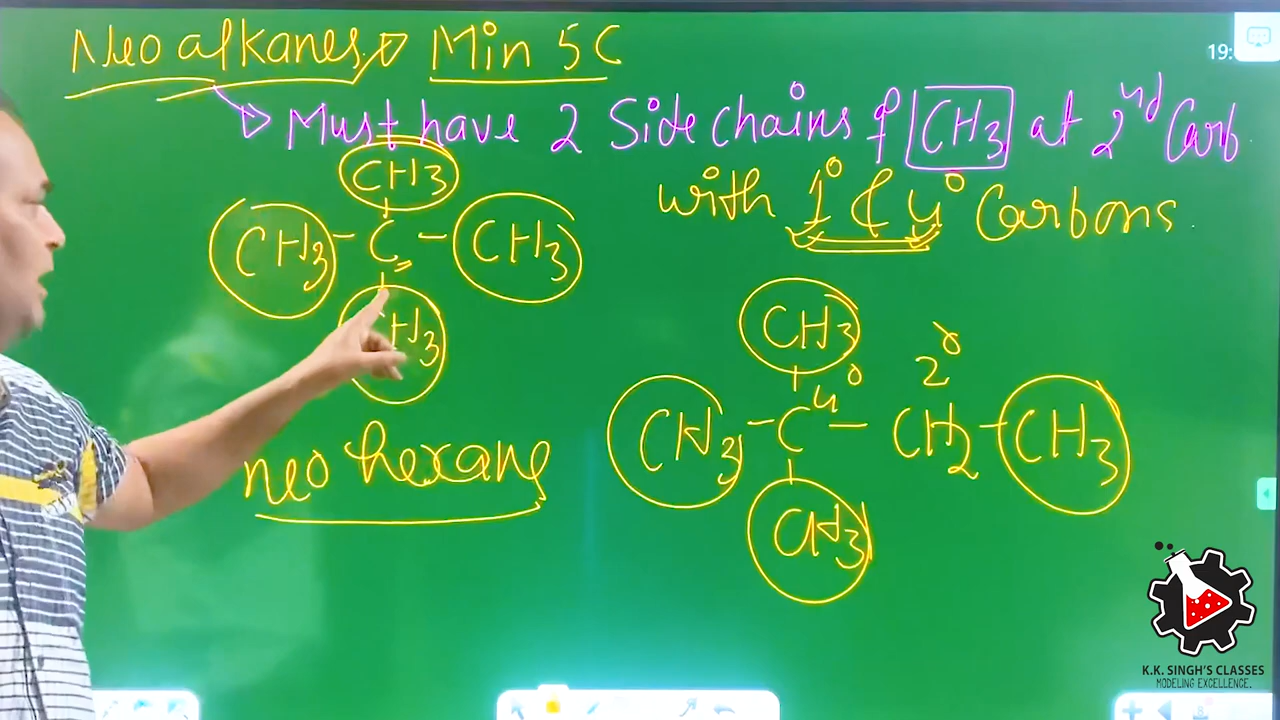 Neo alkanes → Min 5C
19:
→ Must have 2 Side chains of CH3 at 2nd Carb
with 1° & 4° Carbons.
CH3
CH3 - C - CH3
CH3
neo hexane
CH3
4° 2°
CH3 - C - CH2 - CH3
CH3
K.K. SINGH'S CLASSES
MODELING EXCELLENCE.